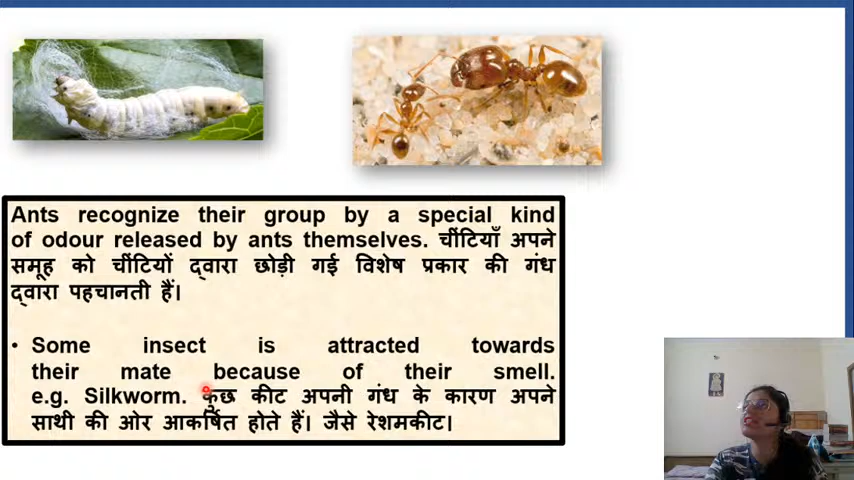 Ants recognize their group by a special kind
of odour released by ants themselves. चींटियाँ अपने
समूह को चींटियों द्वारा छोड़ी गई विशेष प्रकार की गंध
द्वारा पहचानती हैं।
• Some insect is attracted towards
their mate because of their smell.
e.g. Silkworm. कुछ कीट अपनी गंध के कारण अपने
साथी की ओर आकर्षित होते हैं। जैसे रेशमकीट।